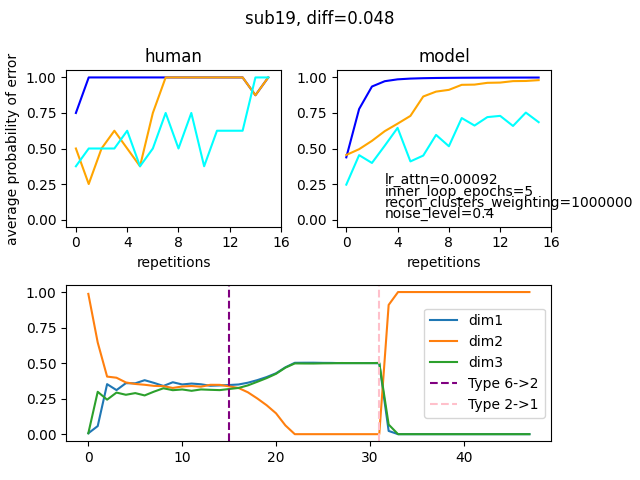 sub19, diff=0.048
human
model
average probability of error
1.00
0.75
0.50
0.25
0.00
0 4 8 12 16
repetitions
1.00
0.75
0.50
0.25
0.00
lr_attn=0.00092
inner_loop_epochs=5
recon_clusters_weighting=1000000
noise_level=0.4
0 4 8 12 16
repetitions
1.00
0.75
0.50
0.25
0.00
dim1
dim2
dim3
Type 6->2
Type 2->1
0 10 20 30 40